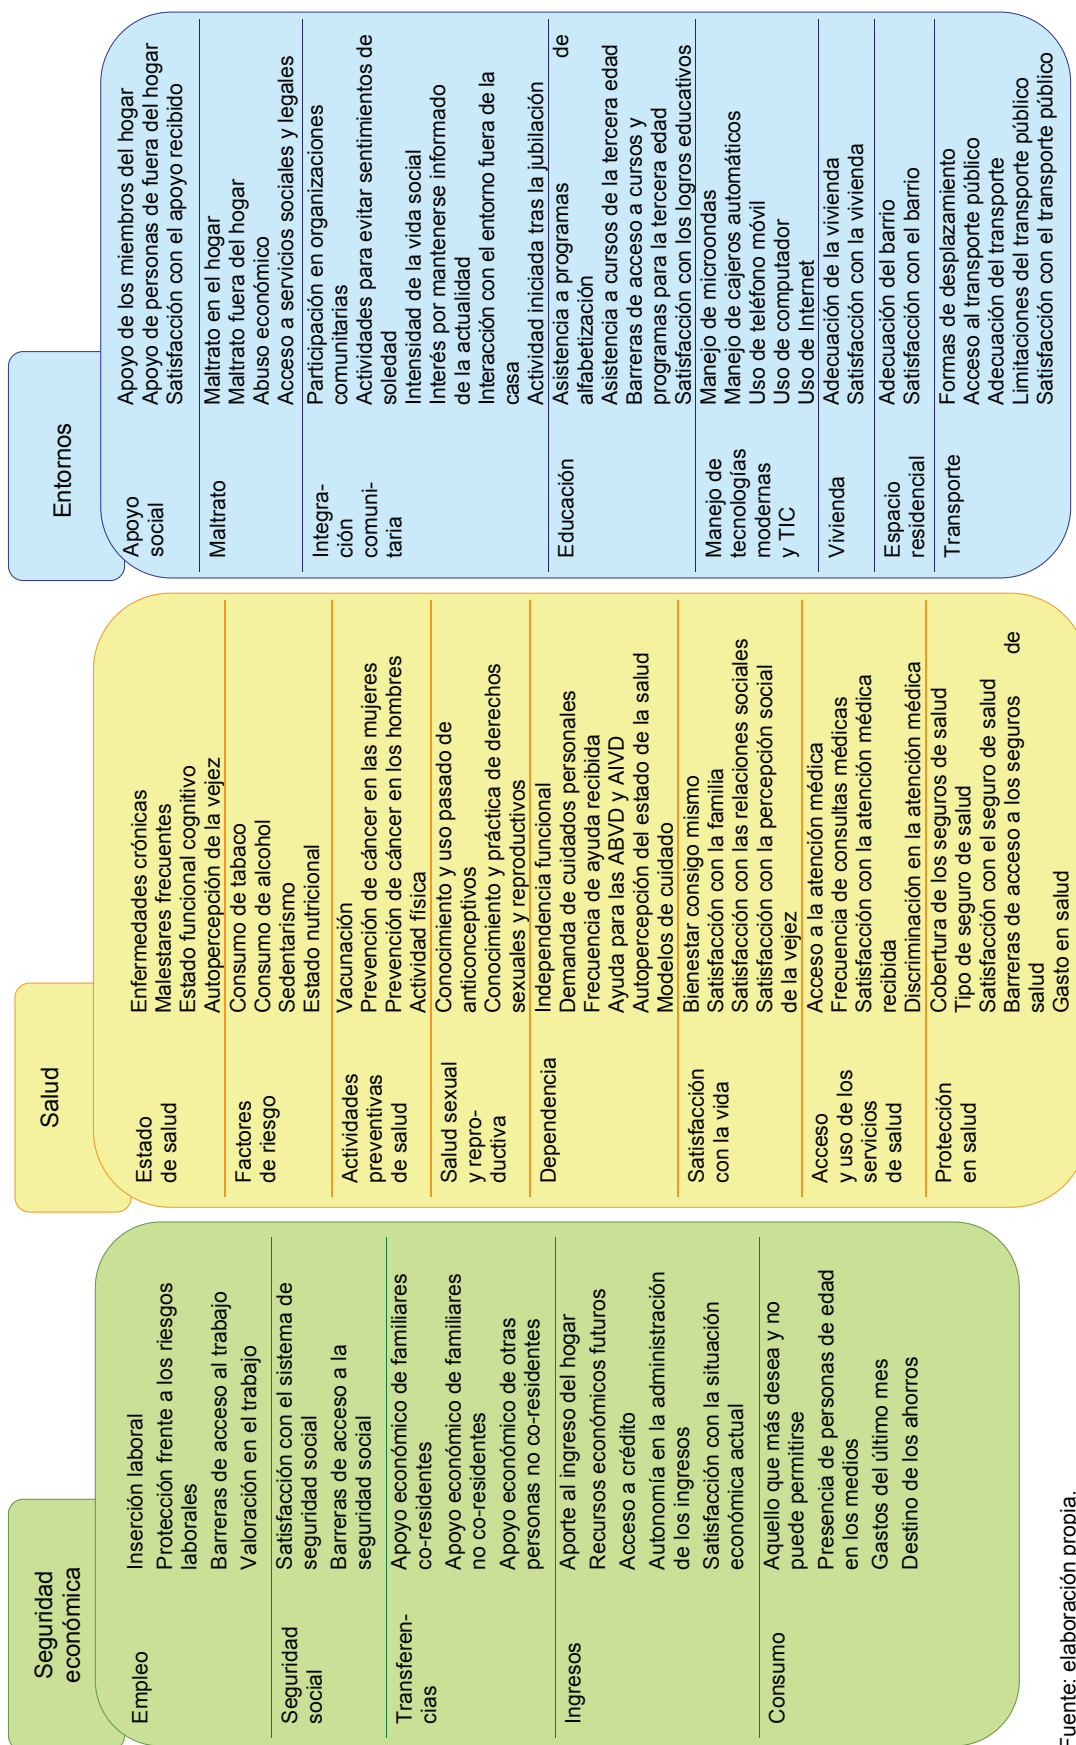 Seguridad
económica
Empleo
Inserción laboral
Protección frente a los riesgos
laborales
Barreras de acceso al trabajo
Valoración en el trabajo
Seguridad
social
Satisfacción con el sistema de
seguridad social
Barreras de acceso a la
seguridad social
Transferen-
cias
Apoyo económico de familiares
co-residentes
Apoyo económico de familiares
no co-residentes
Apoyo económico de otras
personas no co-residentes
Ingresos
Aporte al ingreso del hogar
Recursos económicos futuros
Acceso a crédito
Autonomía en la administración
de los ingresos
Satisfacción con la situación
económica actual
Consumo
Aquello que más desea y no
puede permitirse
Presencia de personas de edad
en los medios
Gastos del último mes
Destino de los ahorros
Salud
Estado
de salud
Enfermedades crónicas
Malestares frecuentes
Estado funcional cognitivo
Autopercepción de la vejez
Factores
de riesgo
Consumo de tabaco
Consumo de alcohol
Sedentarismo
Estado nutricional
Actividades
preventivas
de salud
Vacunación
Prevención de cáncer en las mujeres
Prevención de cáncer en los hombres
Actividad física
Salud sexual
y repro-
ductiva
Conocimiento y uso pasado de
anticonceptivos
Conocimiento y práctica de derechos
sexuales y reproductivos
Dependencia
Independencia funcional
Demanda de cuidados personales
Frecuencia de ayuda recibida
Ayuda para las ABVD y AIVD
Autopercepción del estado de la salud
Modelos de cuidado
Satisfacción
con la vida
Bienestar consigo mismo
Satisfacción con la familia
Satisfacción con las relaciones sociales
Satisfacción con la percepción social
de la vejez
Acceso
y uso de los
servicios
de salud
Acceso a la atención médica
Frecuencia de consultas médicas
Satisfacción con la atención médica
recibida
Discriminación en la atención médica
Protección
en salud
Cobertura de los seguros de salud
Tipo de seguro de salud
Satisfacción con el seguro de salud
Barreras de acceso a los seguros de
salud
Gasto en salud
Entornos
Apoyo
social
Apoyo de los miembros del hogar
Apoyo de personas de fuera del hogar
Satisfacción con el apoyo recibido
Maltrato
Maltrato en el hogar
Maltrato fuera del hogar
Abuso económico
Acceso a servicios sociales y legales
Integra-
ción
comuni-
taria
Participación en organizaciones
comunitarias
Actividades para evitar sentimientos de
soledad
Intensidad de la vida social
Interés por mantenerse informado
de la actualidad
Interacción con el entorno fuera de la
casa
Actividad iniciada tras la jubilación
Educación
Asistencia a programas de
alfabetización
Asistencia a cursos de la tercera edad
Barreras de acceso a cursos y
programas para la tercera edad
Satisfacción con los logros educativos
Manejo de
tecnologías
modernas
y TIC
Manejo de microondas
Manejo de cajeros automáticos
Uso de teléfono móvil
Uso de computador
Uso de Internet
Vivienda
Adecuación de la vivienda
Satisfacción con la vivienda
Espacio
residencial
Adecuación del barrio
Satisfacción con el barrio
Transporte
Formas de desplazamiento
Acceso al transporte público
Adecuación del transporte
Limitaciones del transporte público
Satisfacción con el transporte público
Fuente: elaboración propia.